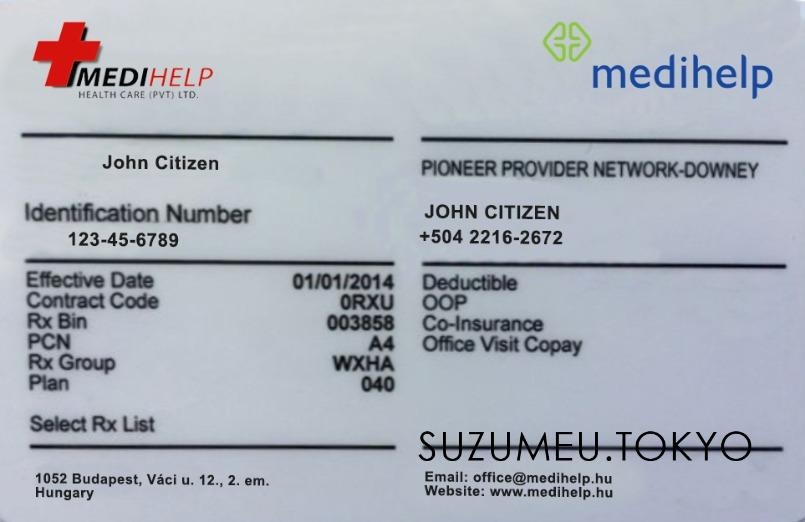 MEDIHELP
HEALTH CARE (PVT) LTD.
medihelp
John Citizen
PIONEER PROVIDER NETWORK-DOWNEY
Identification Number
123-45-6789
JOHN CITIZEN
+504 2216-2672
Effective Date 01/01/2014
Contract Code 0RXU
Rx Bin 003858
PCN A4
Rx Group WXHA
Plan 040
Select Rx List
Deductible
OOP
Co-Insurance
Office Visit Copay
SUZUMEU.TOKYO
1052 Budapest, Váci u. 12., 2. em.
Hungary
Email: office@medihelp.hu
Website: www.medihelp.hu